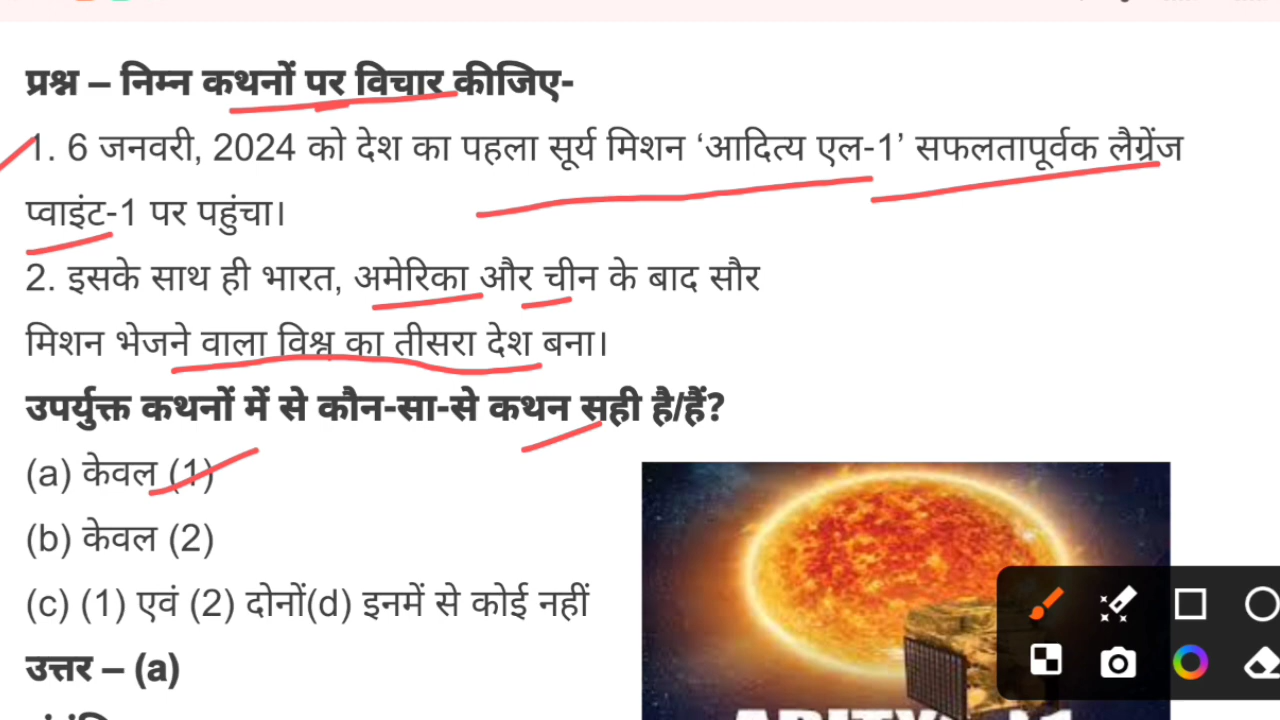 प्रश्न – निम्न कथनों पर विचार कीजिए-
1. 6 जनवरी, 2024 को देश का पहला सूर्य मिशन ‘आदित्य एल-1’ सफलतापूर्वक लैग्रेंज
प्वाइंट-1 पर पहुंचा।
2. इसके साथ ही भारत, अमेरिका और चीन के बाद सौर
मिशन भेजने वाला विश्व का तीसरा देश बना।
उपर्युक्त कथनों में से कौन-सा-से कथन सही है/हैं?
(a) केवल (1)
(b) केवल (2)
(c) (1) एवं (2) दोनों(d) इनमें से कोई नहीं
उत्तर – (a)